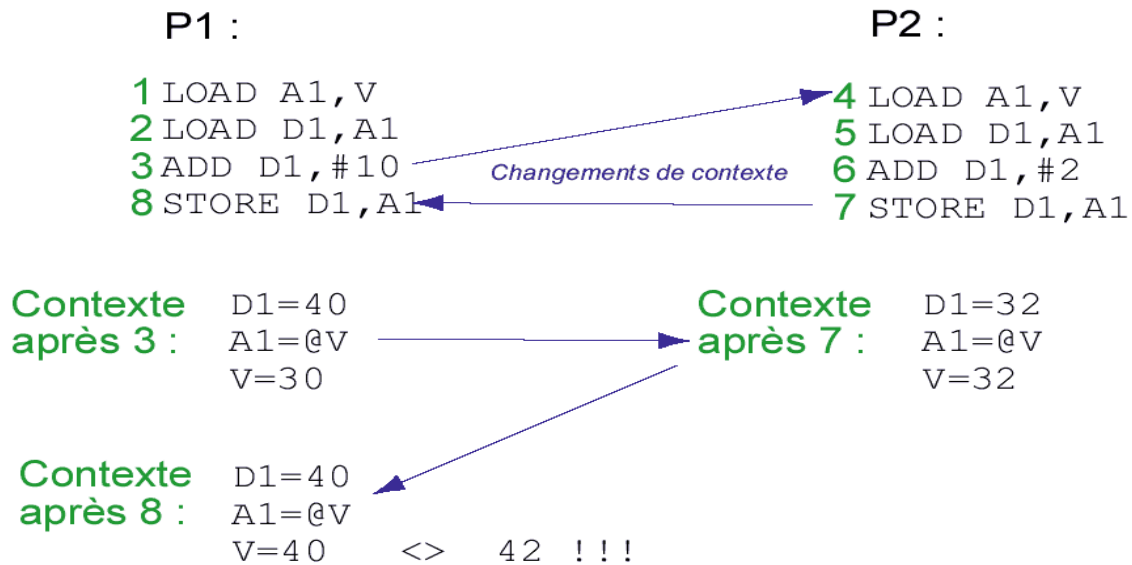 P1 :
P2 :
1 LOAD A1,V
2 LOAD D1,A1
3 ADD D1,#10
8 STORE D1,A1
Changements de contexte
4 LOAD A1,V
5 LOAD D1,A1
6 ADD D1,#2
7 STORE D1,A1
Contexte après 3 :
D1=40
A1=@V
V=30
Contexte après 7 :
D1=32
A1=@V
V=32
Contexte après 8 :
D1=40
A1=@V
V=40 <> 42 !!!